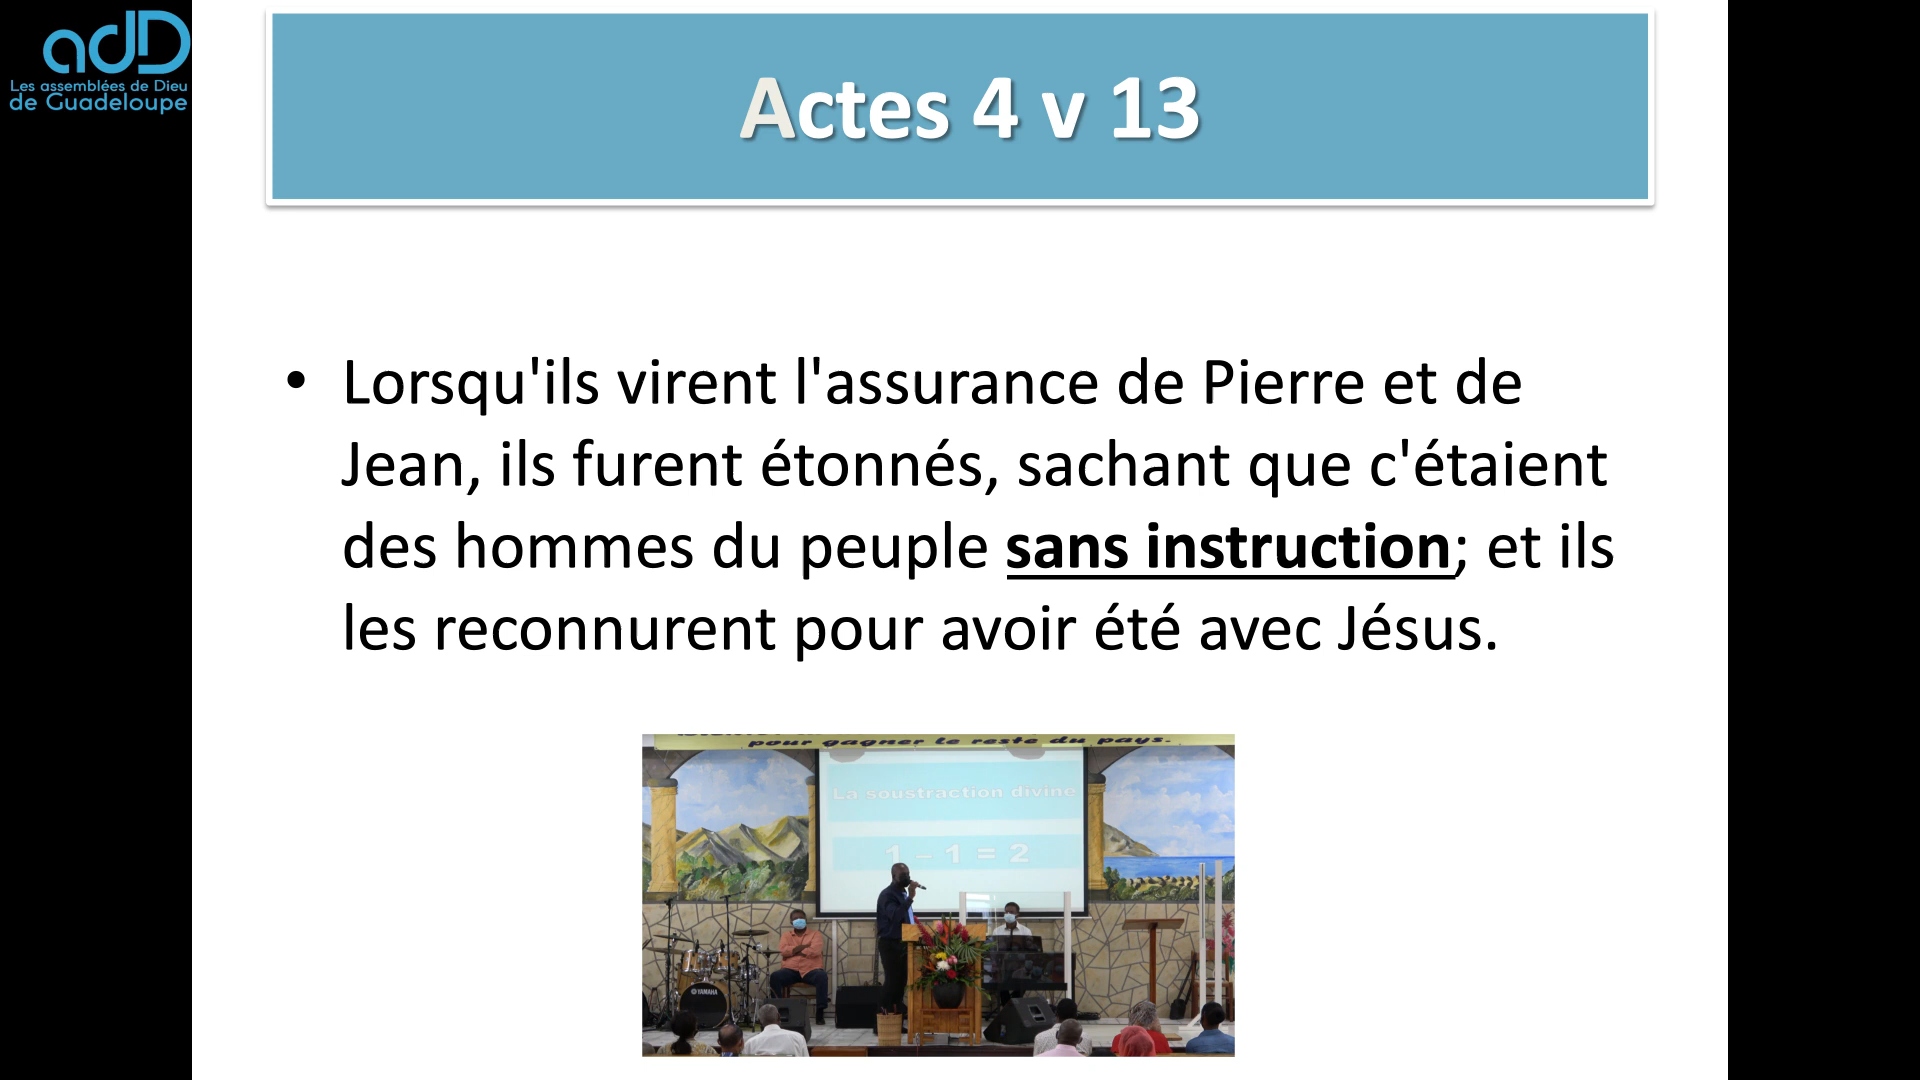 adD
Les assemblées de Dieu
de Guadeloupe
Actes 4 v 13
• Lorsqu'ils virent l'assurance de Pierre et de
Jean, ils furent étonnés, sachant que c'étaient
des hommes du peuple sans instruction; et ils
les reconnurent pour avoir été avec Jésus.
pour gagner le reste du pays.
La soustraction divine
1 – 1 = 2
YAMAHA